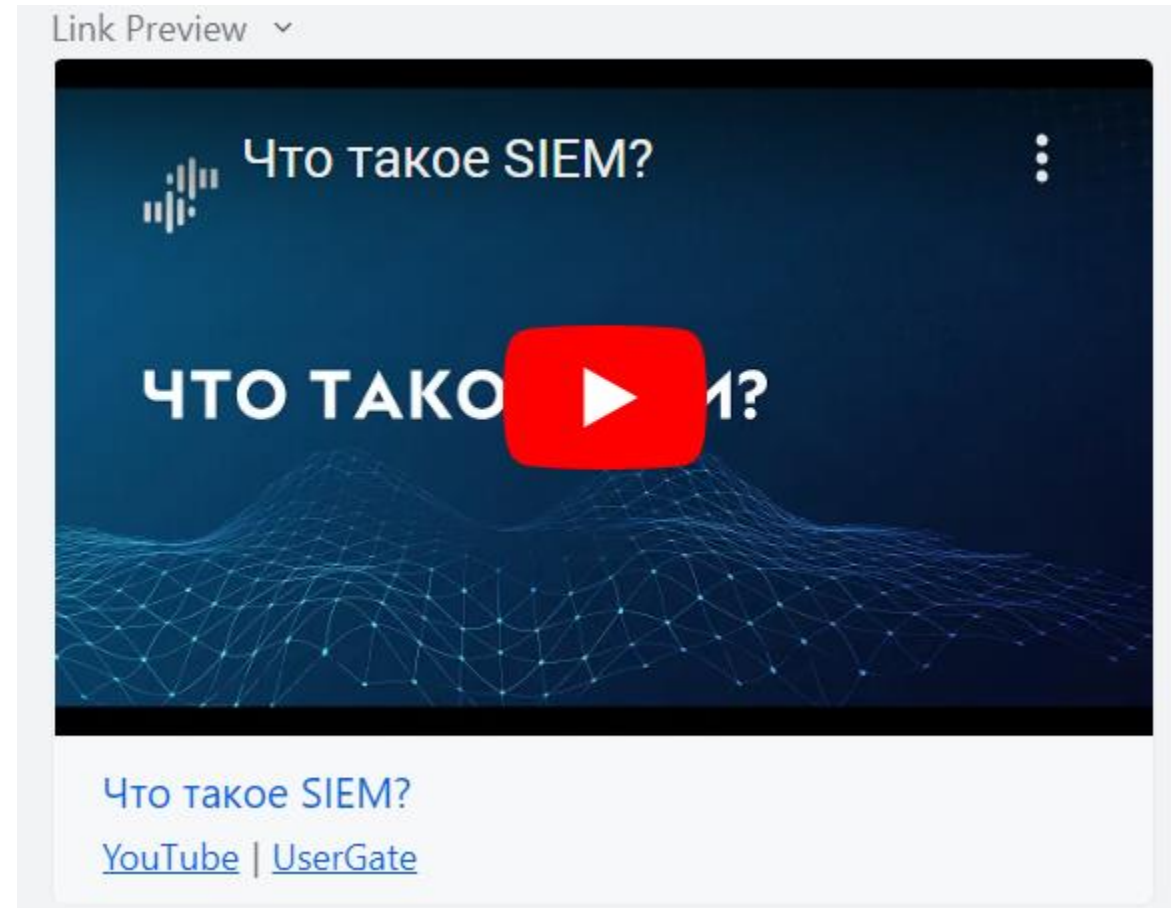 Link Preview
Что такое SIEM?
ЧТО ТАКО
Что такое SIEM?
YouTube | UserGate